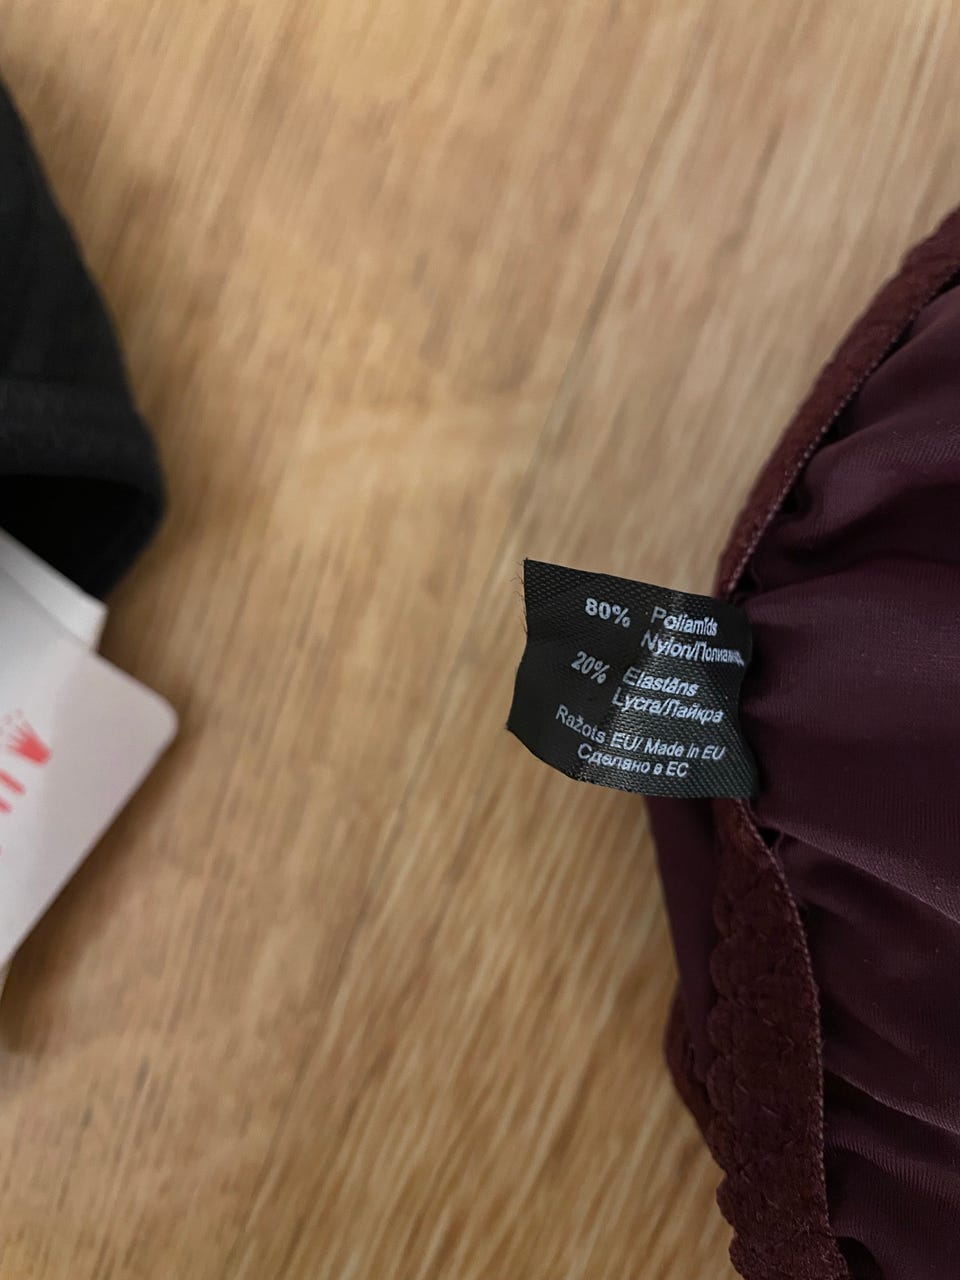 80% Poliamīds
Nylon/Полиамид
20% Elastāns
Lycra/Лайкра
Ražots EU/ Made in EU
Сделано в ЕС